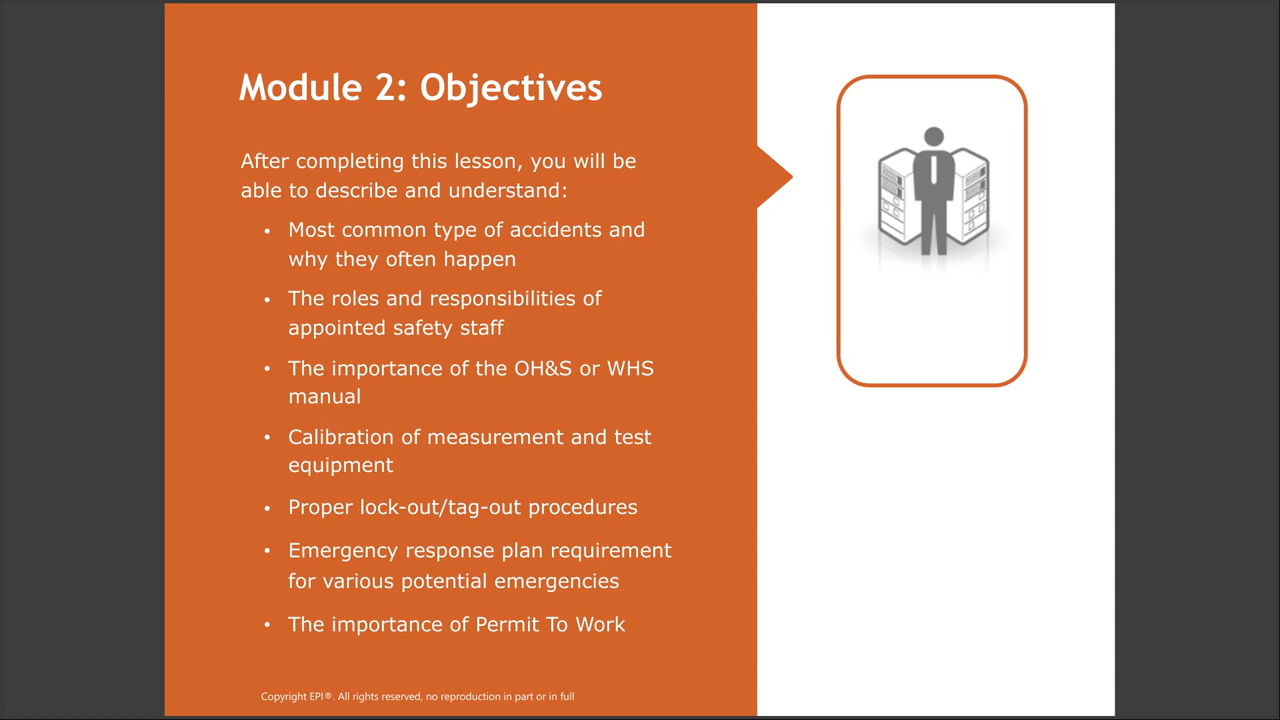 Module 2: Objectives
After completing this lesson, you will be
able to describe and understand:
• Most common type of accidents and
why they often happen
• The roles and responsibilities of
appointed safety staff
• The importance of the OH&S or WHS
manual
• Calibration of measurement and test
equipment
• Proper lock-out/tag-out procedures
• Emergency response plan requirement
for various potential emergencies
• The importance of Permit To Work
Copyright EPI®. All rights reserved, no reproduction in part or in full